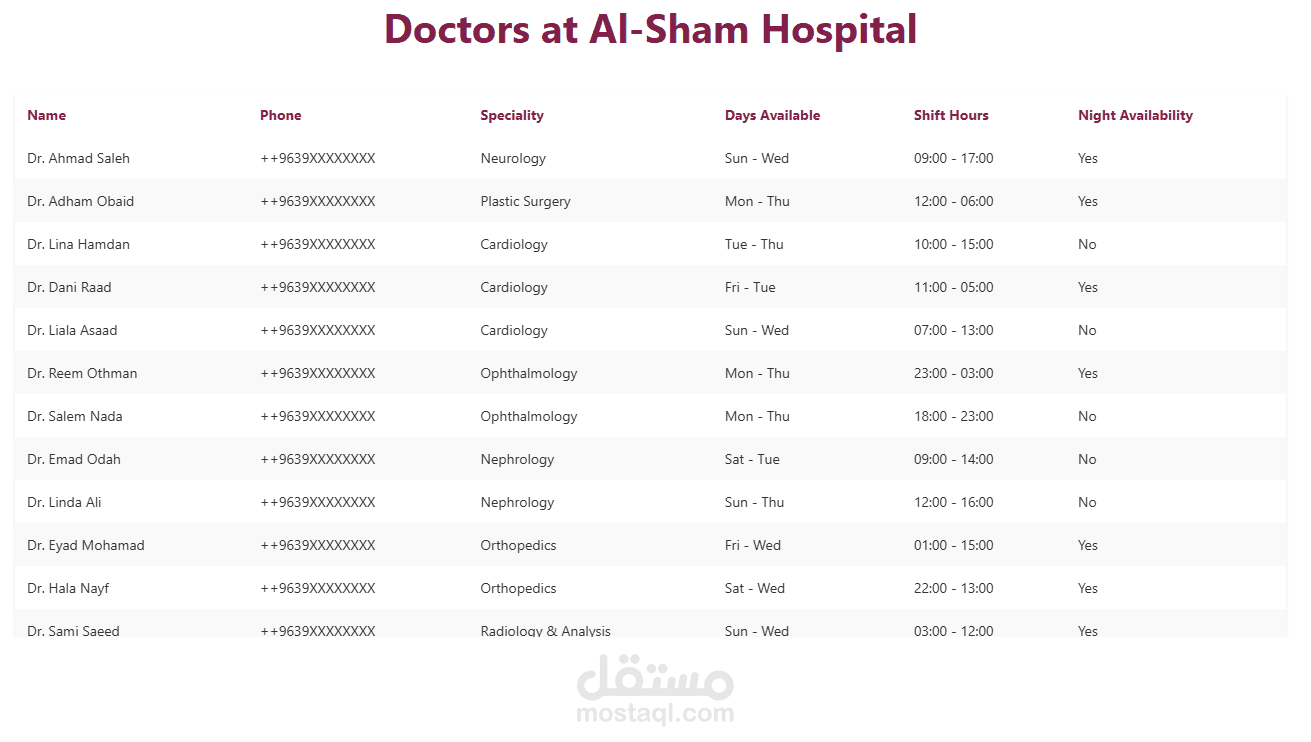 Doctors at Al-Sham Hospital
Name Phone Speciality Days Available Shift Hours Night Availability
Dr. Ahmad Saleh ++9639XXXXXXXX Neurology Sun - Wed 09:00 - 17:00 Yes
Dr. Adham Obaid ++9639XXXXXXXX Plastic Surgery Mon - Thu 12:00 - 06:00 Yes
Dr. Lina Hamdan ++9639XXXXXXXX Cardiology Tue - Thu 10:00 - 15:00 No
Dr. Dani Raad ++9639XXXXXXXX Cardiology Fri - Tue 11:00 - 05:00 Yes
Dr. Liala Asaad ++9639XXXXXXXX Cardiology Sun - Wed 07:00 - 13:00 No
Dr. Reem Othman ++9639XXXXXXXX Ophthalmology Mon - Thu 23:00 - 03:00 Yes
Dr. Salem Nada ++9639XXXXXXXX Ophthalmology Mon - Thu 18:00 - 23:00 No
Dr. Emad Odah ++9639XXXXXXXX Nephrology Sat - Tue 09:00 - 14:00 No
Dr. Linda Ali ++9639XXXXXXXX Nephrology Sun - Thu 12:00 - 16:00 No
Dr. Eyad Mohamad ++9639XXXXXXXX Orthopedics Fri - Wed 01:00 - 15:00 Yes
Dr. Hala Nayf ++9639XXXXXXXX Orthopedics Sat - Wed 22:00 - 13:00 Yes
Dr. Sami Saeed ++9639XXXXXXXX Radiology & Analysis Sun - Wed 03:00 - 12:00 Yes
مستقل
mostaql.com